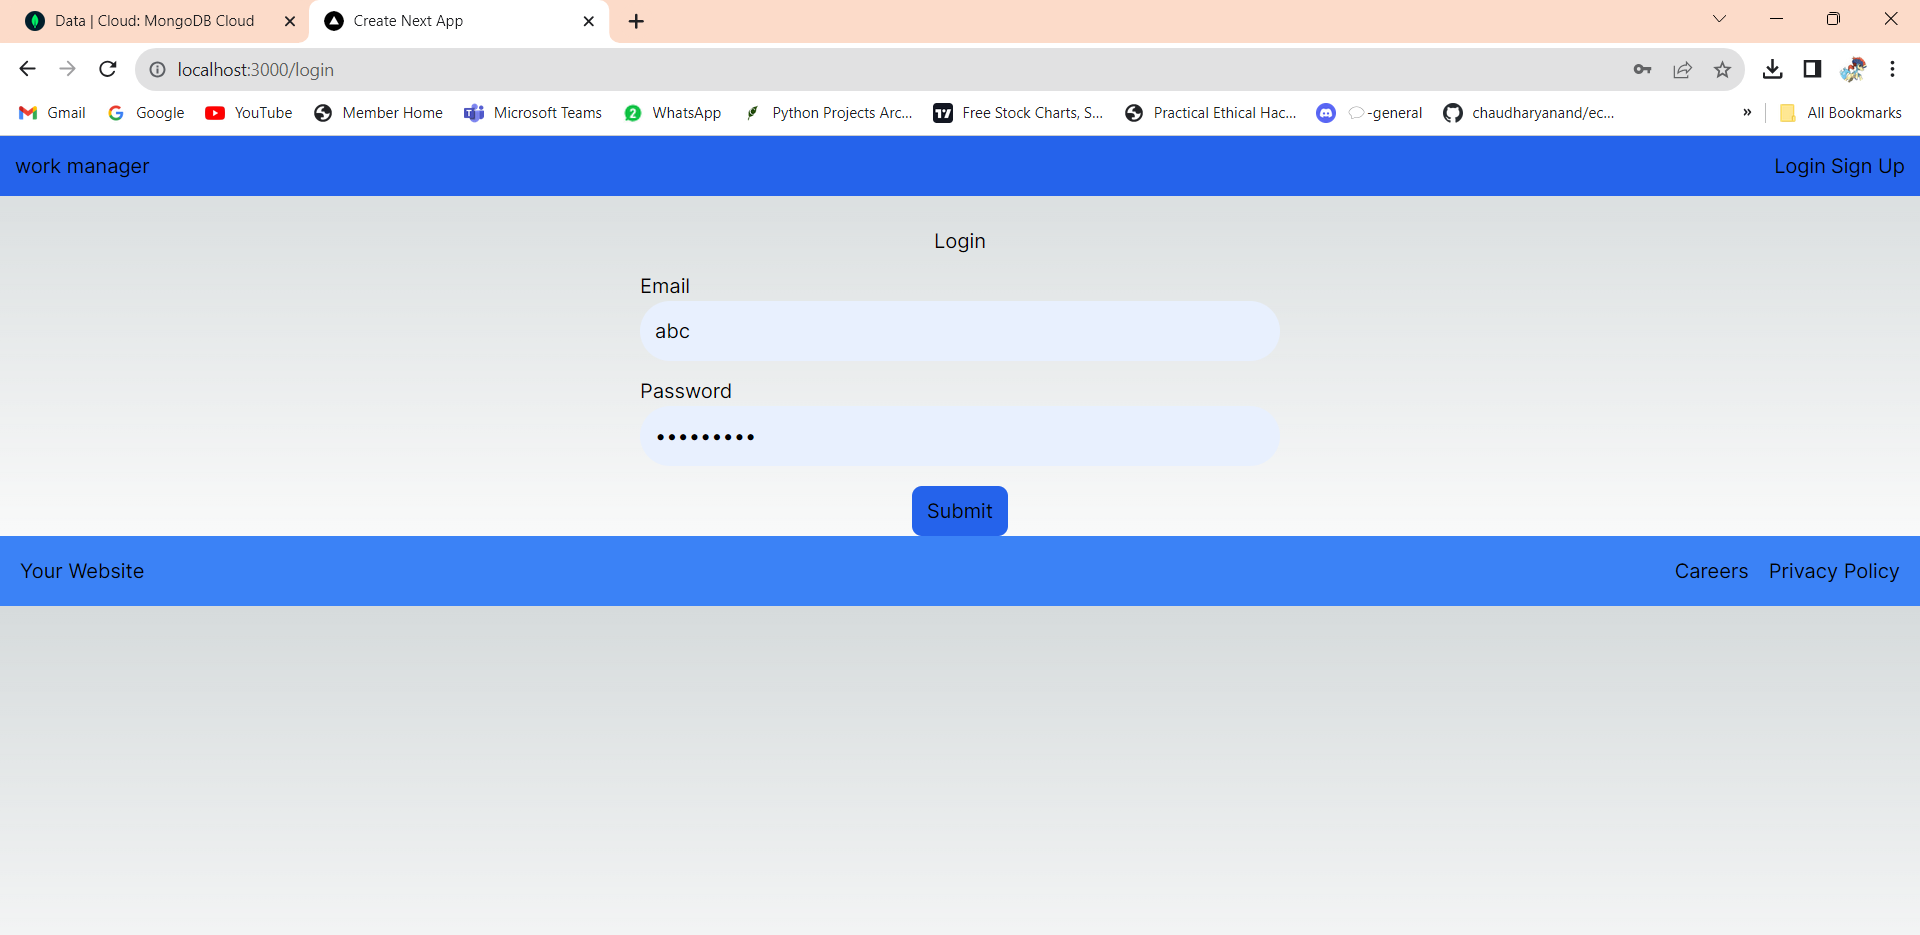 Data | Cloud: MongoDB Cloud
Create Next App
localhost:3000/login
Gmail
Google
YouTube
Member Home
Microsoft Teams
2
WhatsApp
Python Projects Arc...
Free Stock Charts, S...
Practical Ethical Hac...
-general
chaudharyanand/ec...
»
All Bookmarks
work manager
Login Sign Up
Login
Email
abc
Password
•••••••••
Submit
Your Website
Careers Privacy Policy